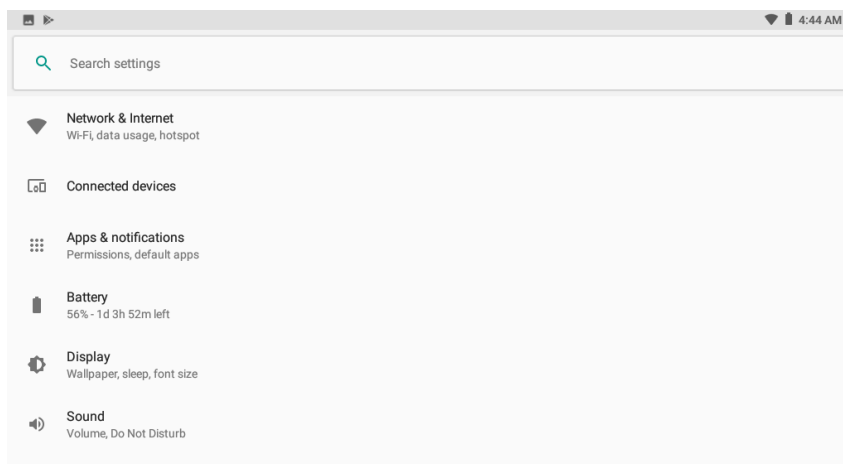 4:44 AM
Search settings
Network & Internet
Wi-Fi, data usage, hotspot
Connected devices
Apps & notifications
Permissions, default apps
Battery
56% - 1d 3h 52m left
Display
Wallpaper, sleep, font size
Sound
Volume, Do Not Disturb